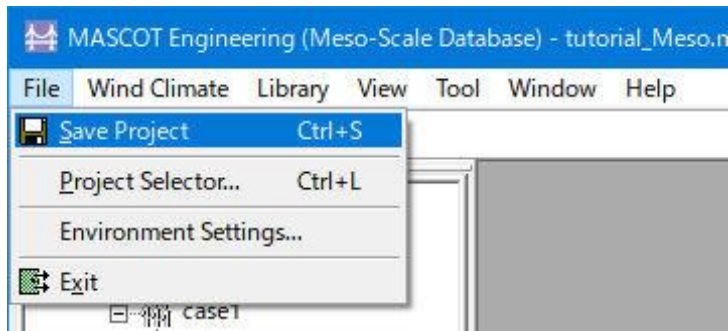 MASCOT Engineering (Meso-Scale Database) - tutorial_Meso.
File Wind Climate Library View Tool Window Help
Save Project Ctrl+S
Project Selector... Ctrl+L
Environment Settings...
Exit
case1